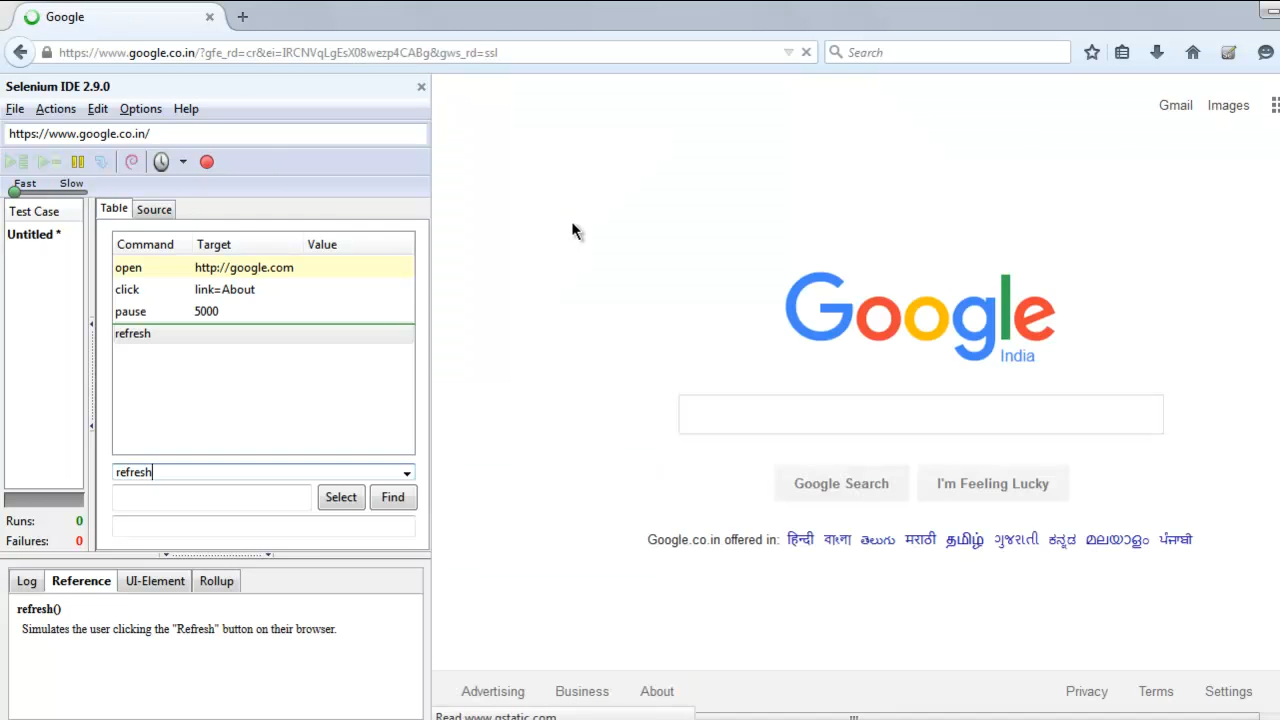 Google
https://www.google.co.in/?gfe_rd=cr&ei=IRCNVqLgEsX08wezp4CABg&gws_rd=ssl
Search
Selenium IDE 2.9.0
File Actions Edit Options Help
https://www.google.co.in/
Fast Slow
Test Case
Untitled *
Table Source
Command Target Value
open http://google.com
click link=About
pause 5000
refresh
refresh
Select Find
Runs: 0
Failures: 0
Log Reference UI-Element Rollup
refresh()
Simulates the user clicking the "Refresh" button on their browser.
Gmail Images
Google
India
Google Search I'm Feeling Lucky
Google.co.in offered in: हिन्दी বাংলা తెలుగు मराठी தமிழ் ગુજરાતી ಕನ್ನಡ മലയാളം ਪੰਜਾਬੀ
Advertising Business About Privacy Terms Settings
Read www.gstatic.com